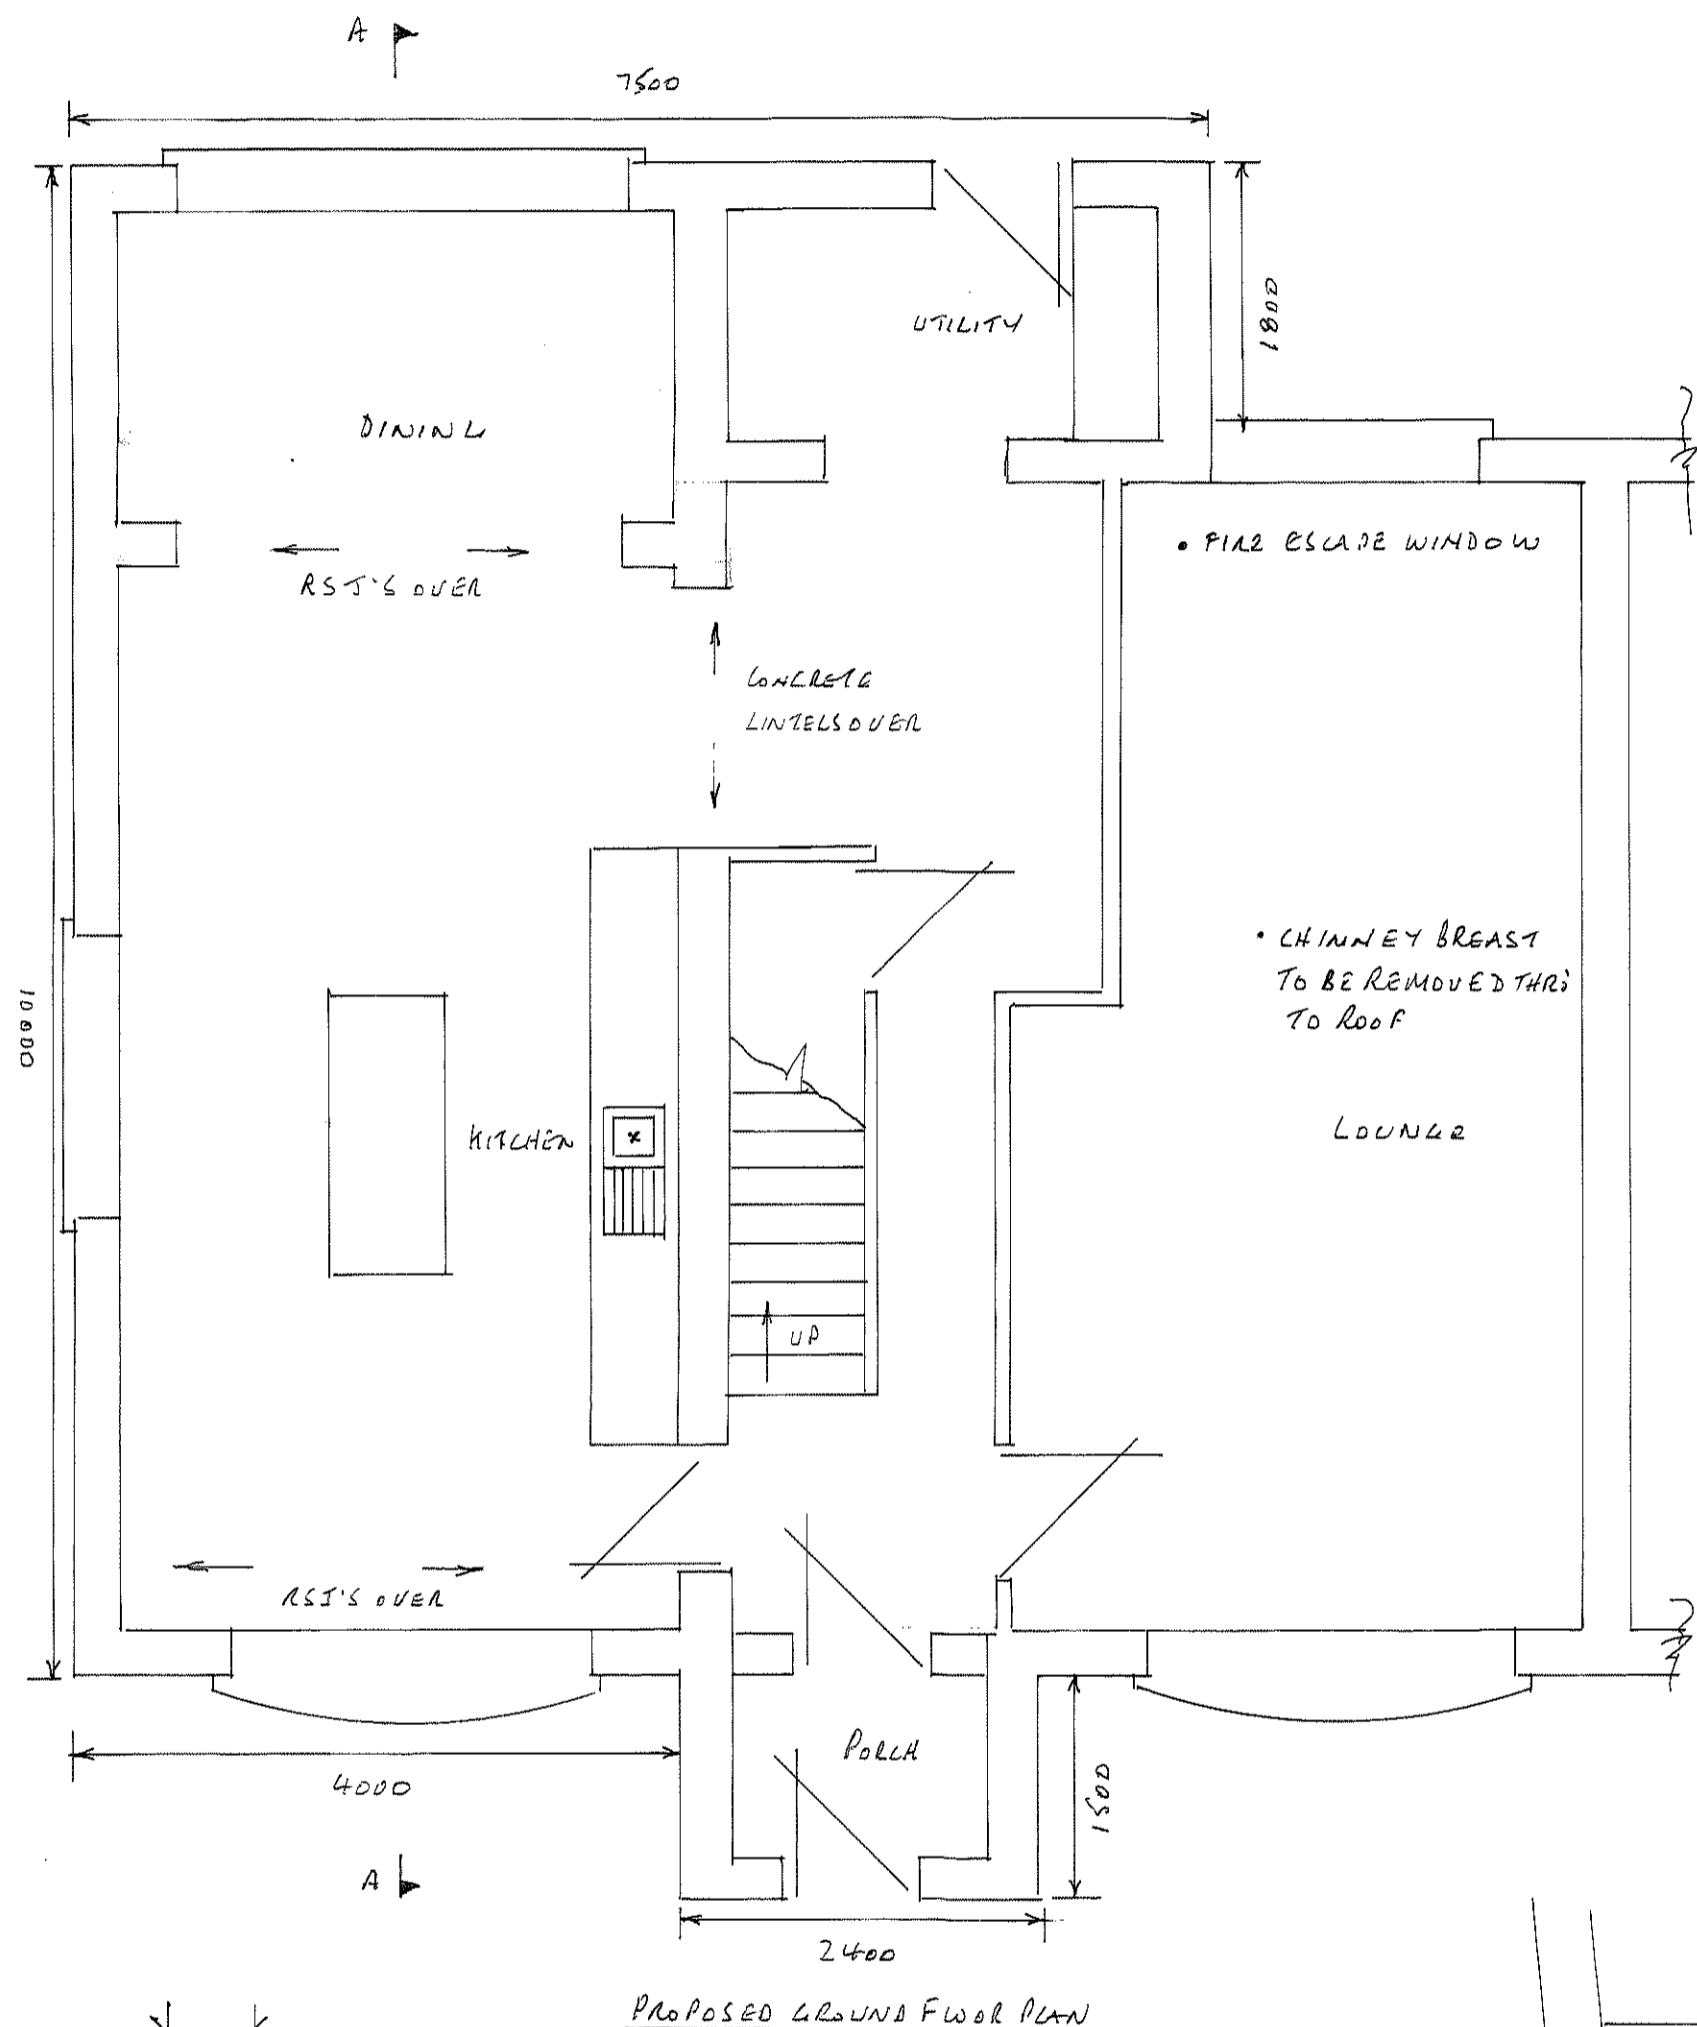 A
7500
UTILITY
1800
DINING
• FIRE ESCAPE WINDOW
RSJ'S OVER
CONCRETE
LINTELS OVER
• CHIMNEY BREAST
TO BE REMOVED THRO
TO ROOF
10000
KITCHEN
LOUNGE
UP
RSJ'S OVER
PORCH
4000
1500
A
2400
PROPOSED GROUND FLOOR PLAN